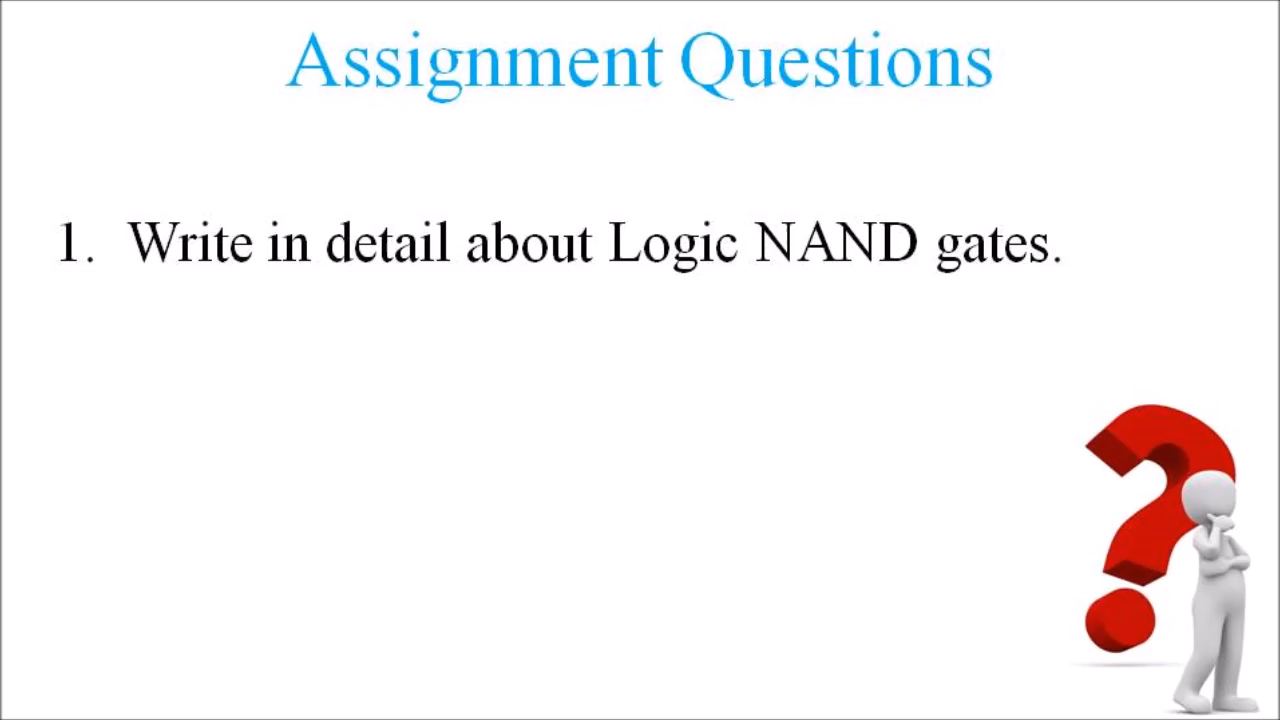 Assignment Questions
1. Write in detail about Logic NAND gates.